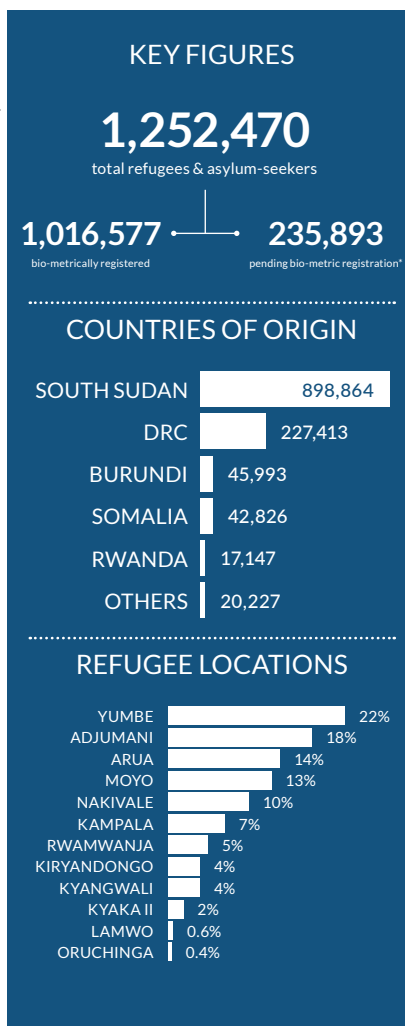 KEY FIGURES
1,252,470
total refugees & asylum-seekers
1,016,577 235,893
bio-metrically registered pending bio-metric registration*
COUNTRIES OF ORIGIN
SOUTH SUDAN 898,864
DRC 227,413
BURUNDI 45,993
SOMALIA 42,826
RWANDA 17,147
OTHERS 20,227
REFUGEE LOCATIONS
YUMBE 22%
ADJUMANI 18%
ARUA 14%
MOYO 13%
NAKIVALE 10%
KAMPALA 7%
RWAMWANJA 5%
KIRYANDONGO 4%
KYANGWALI 4%
KYAKA II 2%
LAMWO 0.6%
ORUCHINGA 0.4%